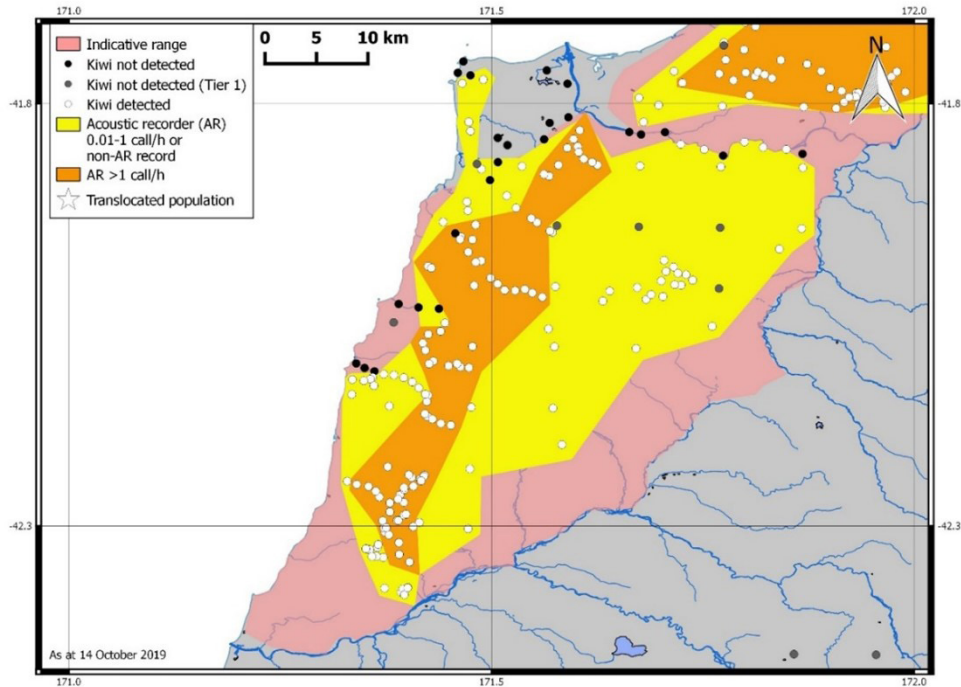 171.0
171.5
172.0
Indicative range
Kiwi not detected
Kiwi not detected (Tier 1)
Kiwi detected
Acoustic recorder (AR)
0.01-1 call/h or
non-AR record
AR >1 call/h
Translocated population
0 5 10 km
N
-41.8
-41.8
-42.3
-42.3
As at 14 October 2019
171.0
171.5
172.0